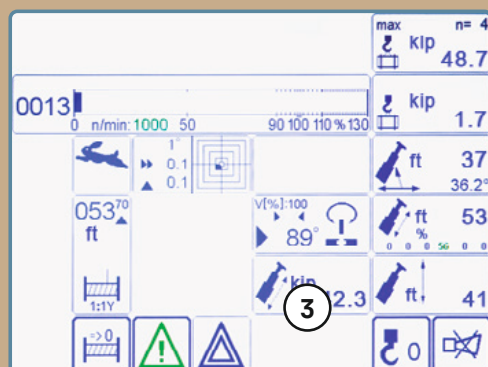 max n= 4
kip
48.7
0013
0 n/min: 1000 50 90 100 110 % 130
kip
1.7
1°
0.1
0.1
ft 37
36.2°
053 70
ft
V[%]:100
89°
ft 53
%
0 0 0 56 0 0
1:1Y
kip
3
2.3
ft 41
=> 0
0